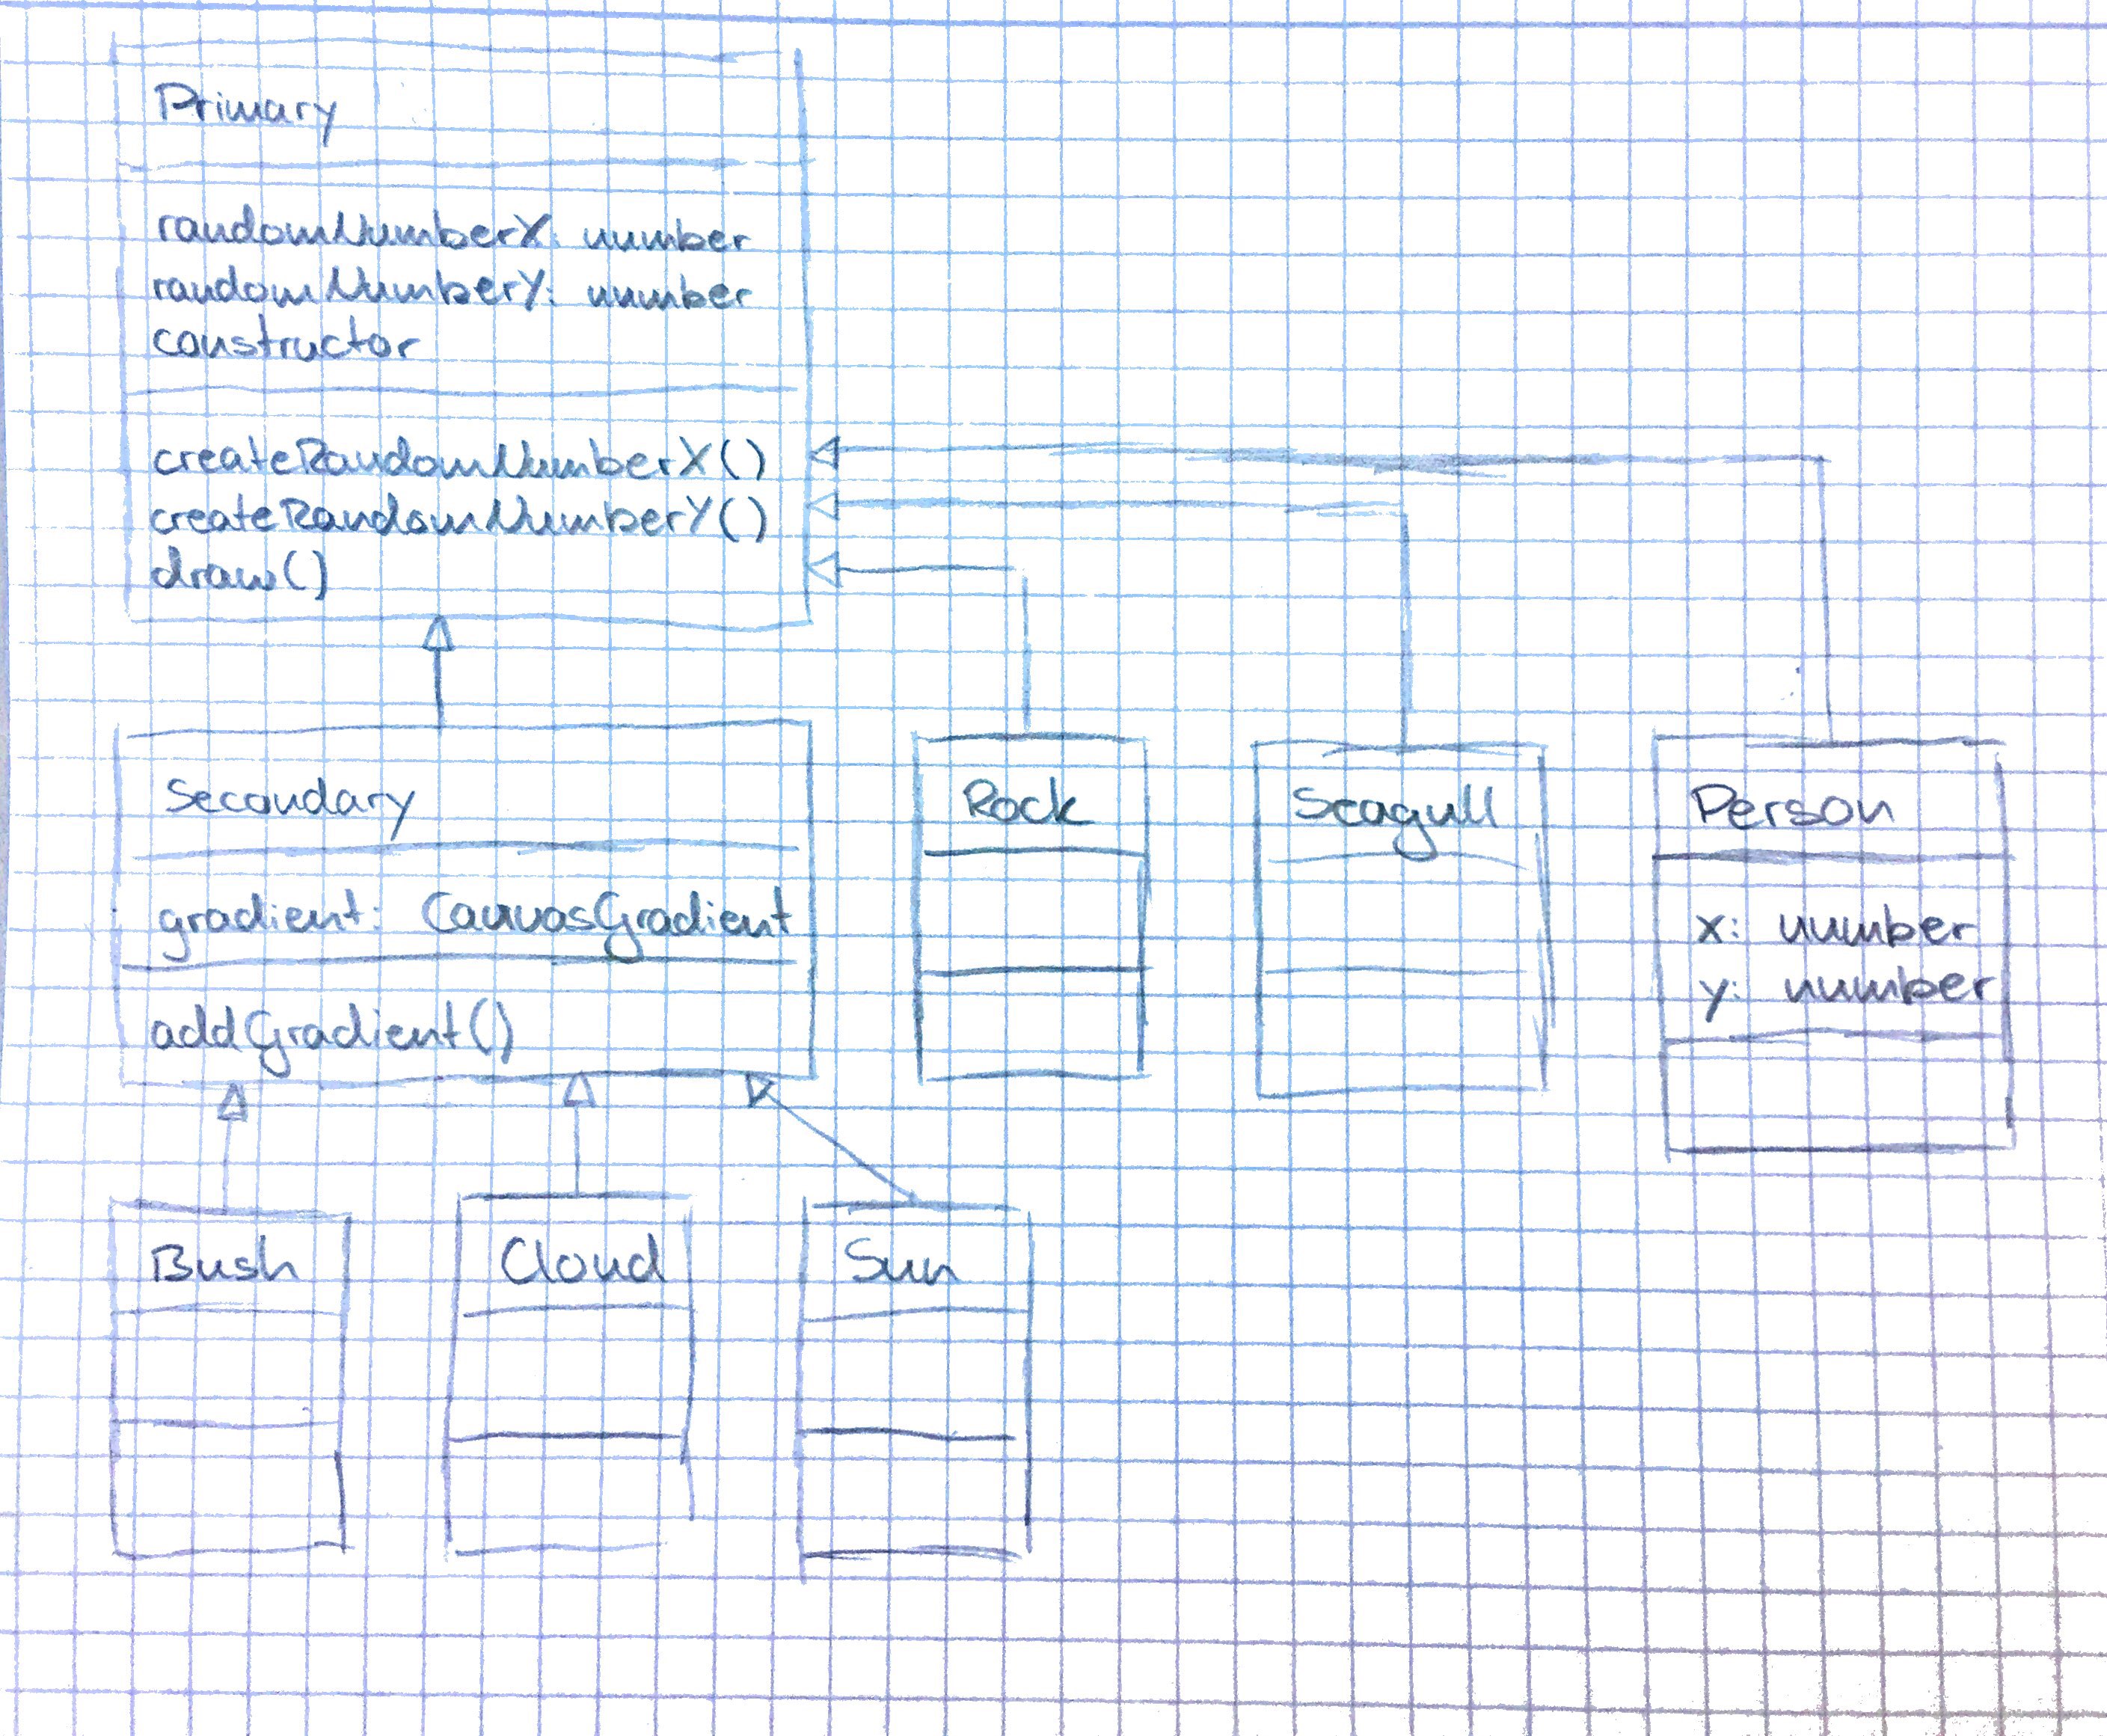 Primary
randomNumberX: number
randomNumberY: number
constructor
createRandomNumberX()
createRandomNumberY()
draw()
Secondary
gradient: CanvasGradient
addGradient()
Rock
Seagull
Person
x: number
y: number
Bush
Cloud
Sun